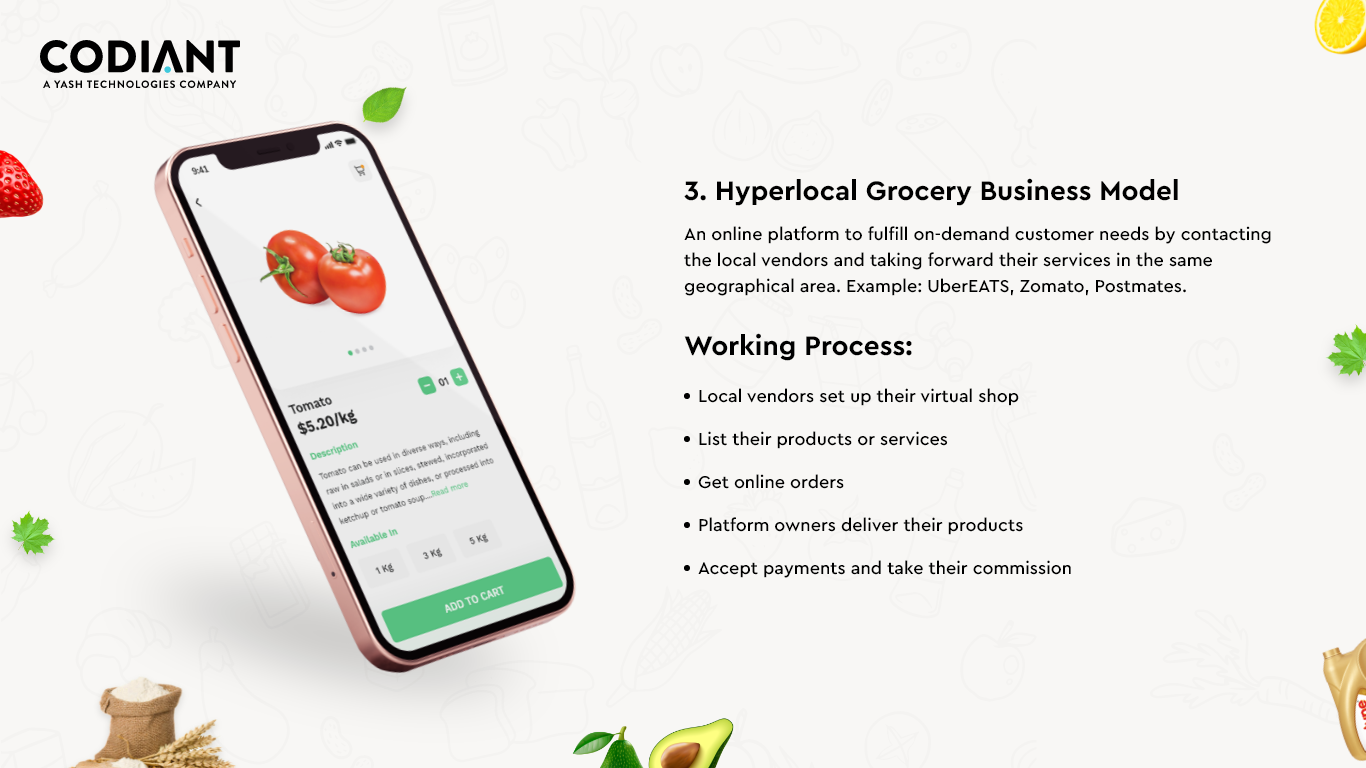 CODIANT
A YASH TECHNOLOGIES COMPANY
9:41
Tomato
$5.20/kg
01
Description
Tomato can be used in diverse ways, including
raw in salads or in slices, stewed, incorporated
into a wide variety of dishes, or processed into
ketchup or tomato soup....Read more
Available In
1 Kg
3 Kg
5 Kg
ADD TO CART
3. Hyperlocal Grocery Business Model
An online platform to fulfill on-demand customer needs by contacting
the local vendors and taking forward their services in the same
geographical area. Example: UberEATS, Zomato, Postmates.
Working Process:
• Local vendors set up their virtual shop
• List their products or services
• Get online orders
• Platform owners deliver their products
• Accept payments and take their commission